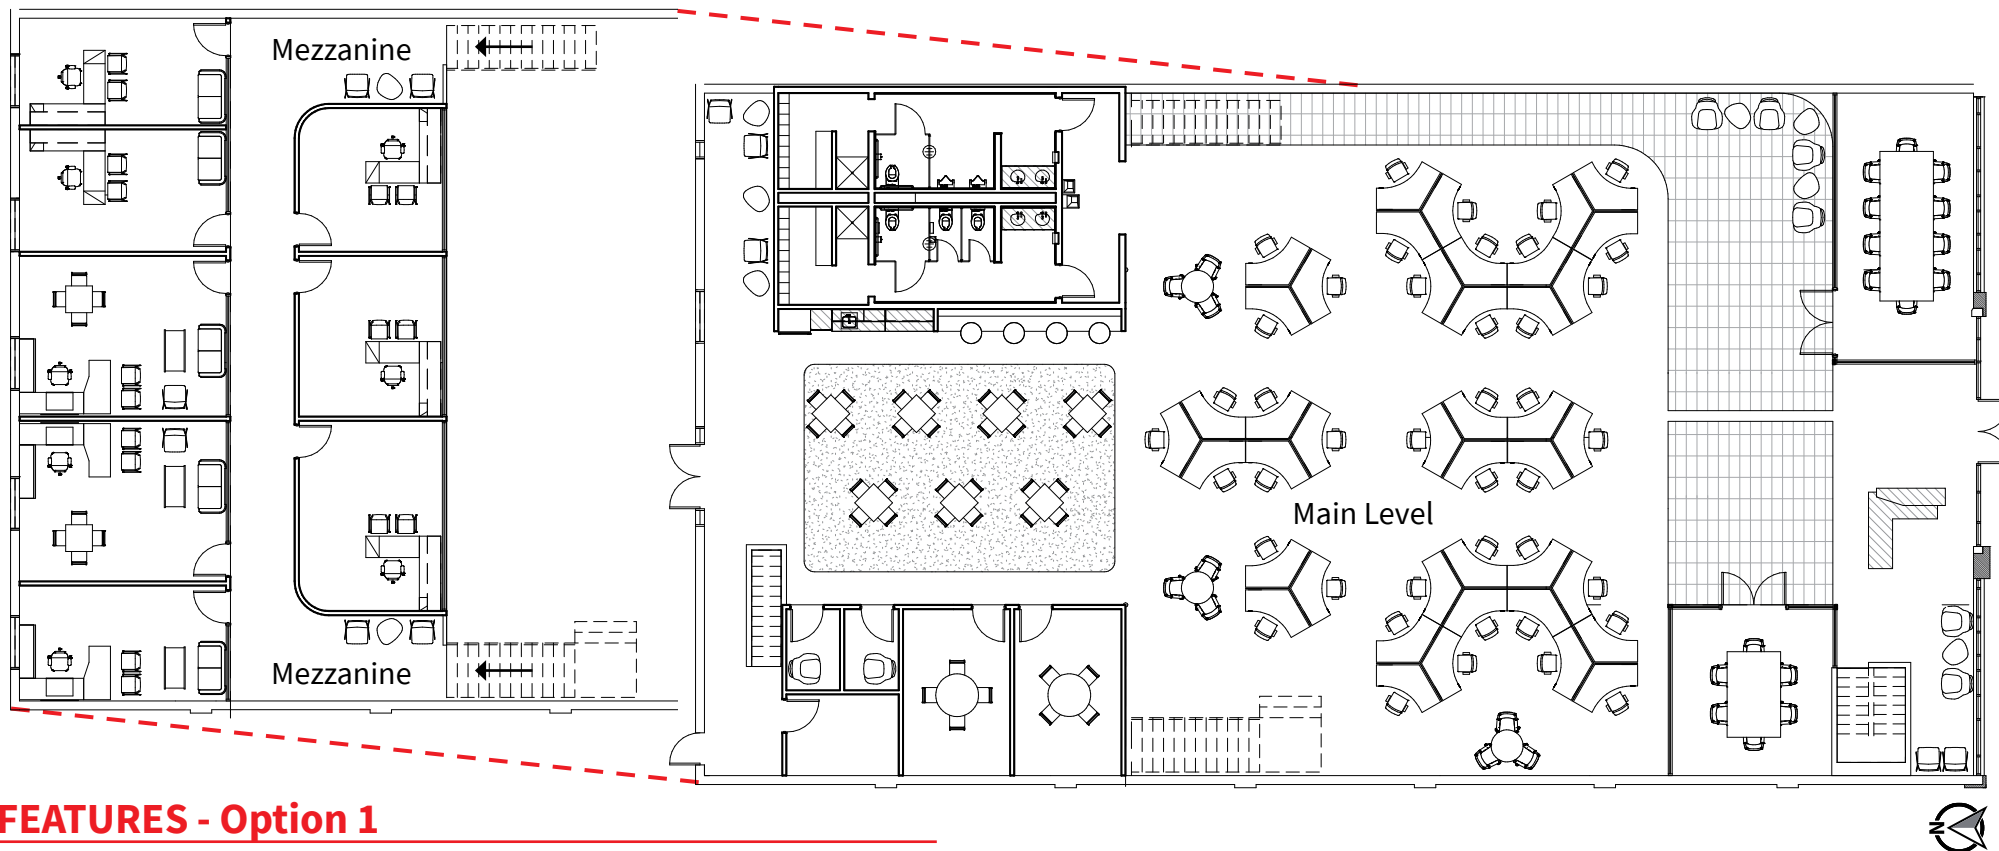 Mezzanine
Mezzanine
Main Level
FEATURES - Option 1
N